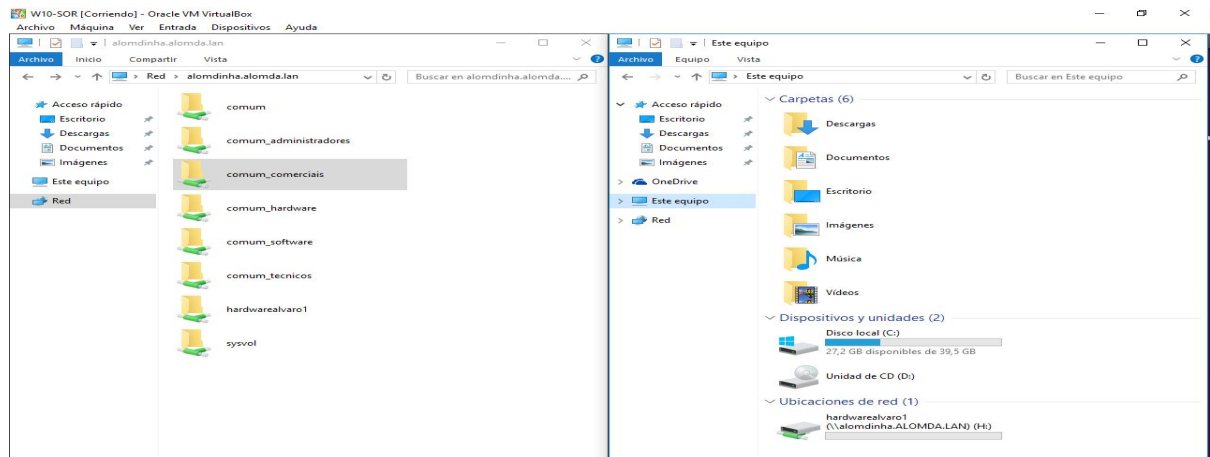 W10-SOR [Corriendo] - Oracle VM VirtualBox
Archivo Máquina Ver Entrada Dispositivos Ayuda
alomdinha.alomda.lan
Archivo Inicio Compartir Vista
Red > alomdinha.alomda.lan
Buscar en alomdinha.alomda....
Acceso rápido
Escritorio
Descargas
Documentos
Imágenes
Este equipo
Red
comum
comum_administradores
comum_comerciais
comum_hardware
comum_software
comum_tecnicos
hardwarealvaro1
sysvol
Este equipo
Archivo Equipo Vista
Este equipo
Buscar en Este equipo
Acceso rápido
Escritorio
Descargas
Documentos
Imágenes
OneDrive
Este equipo
Red
Carpetas (6)
Descargas
Documentos
Escritorio
Imágenes
Música
Vídeos
Dispositivos y unidades (2)
Disco local (C:)
27,2 GB disponibles de 39,5 GB
Unidad de CD (D:)
Ubicaciones de red (1)
hardwarealvaro1
(\\alomdinha.ALOMDA.LAN) (H:)